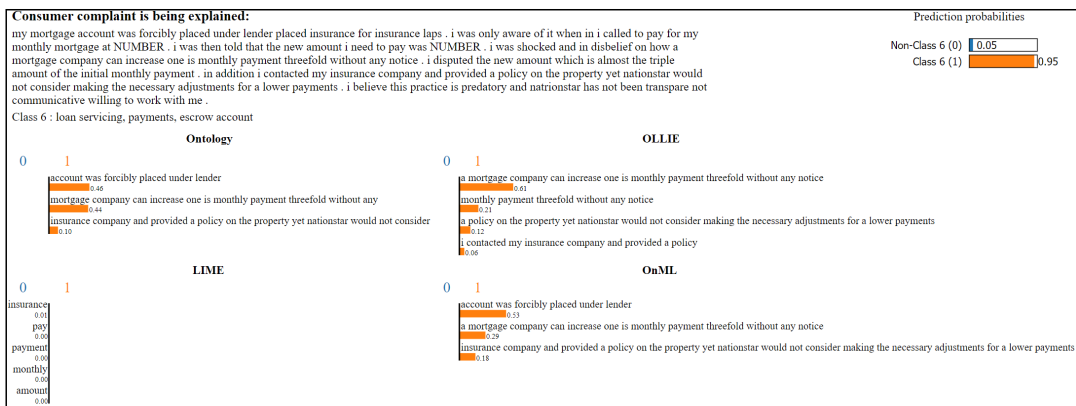 Consumer complaint is being explained:
my mortgage account was forcibly placed under lender placed insurance for insurance laps . i was only aware of it when in i called to pay for my
monthly mortgage at NUMBER . i was then told that the new amount i need to pay was NUMBER . i was shocked and in disbelief on how a
mortgage company can increase one is monthly payment threefold without any notice . i disputed the new amount which is almost the triple
amount of the initial monthly payment . in addition i contacted my insurance company and provided a policy on the property yet nationstar would
not consider making the necessary adjustments for a lower payments . i believe this practice is predatory and natrionstar has not been transpare not
communicative willing to work with me .
Class 6 : loan servicing, payments, escrow account
Prediction probabilities
Non-Class 6 (0) 0.05
Class 6 (1) 0.95
Ontology
0 1
account was forcibly placed under lender
0.46
mortgage company can increase one is monthly payment threefold without any
0.44
insurance company and provided a policy on the property yet nationstar would not consider
0.10
OLLIE
0 1
a mortgage company can increase one is monthly payment threefold without any notice
0.61
monthly payment threefold without any notice
0.21
a policy on the property yet nationstar would not consider making the necessary adjustments for a lower payments
0.12
i contacted my insurance company and provided a policy
0.06
LIME
0 1
insurance
0.01
pay
0.00
payment
0.00
monthly
0.00
amount
0.00
OnML
0 1
account was forcibly placed under lender
0.53
a mortgage company can increase one is monthly payment threefold without any notice
0.29
insurance company and provided a policy on the property yet nationstar would not consider making the necessary adjustments for a lower payments
0.18